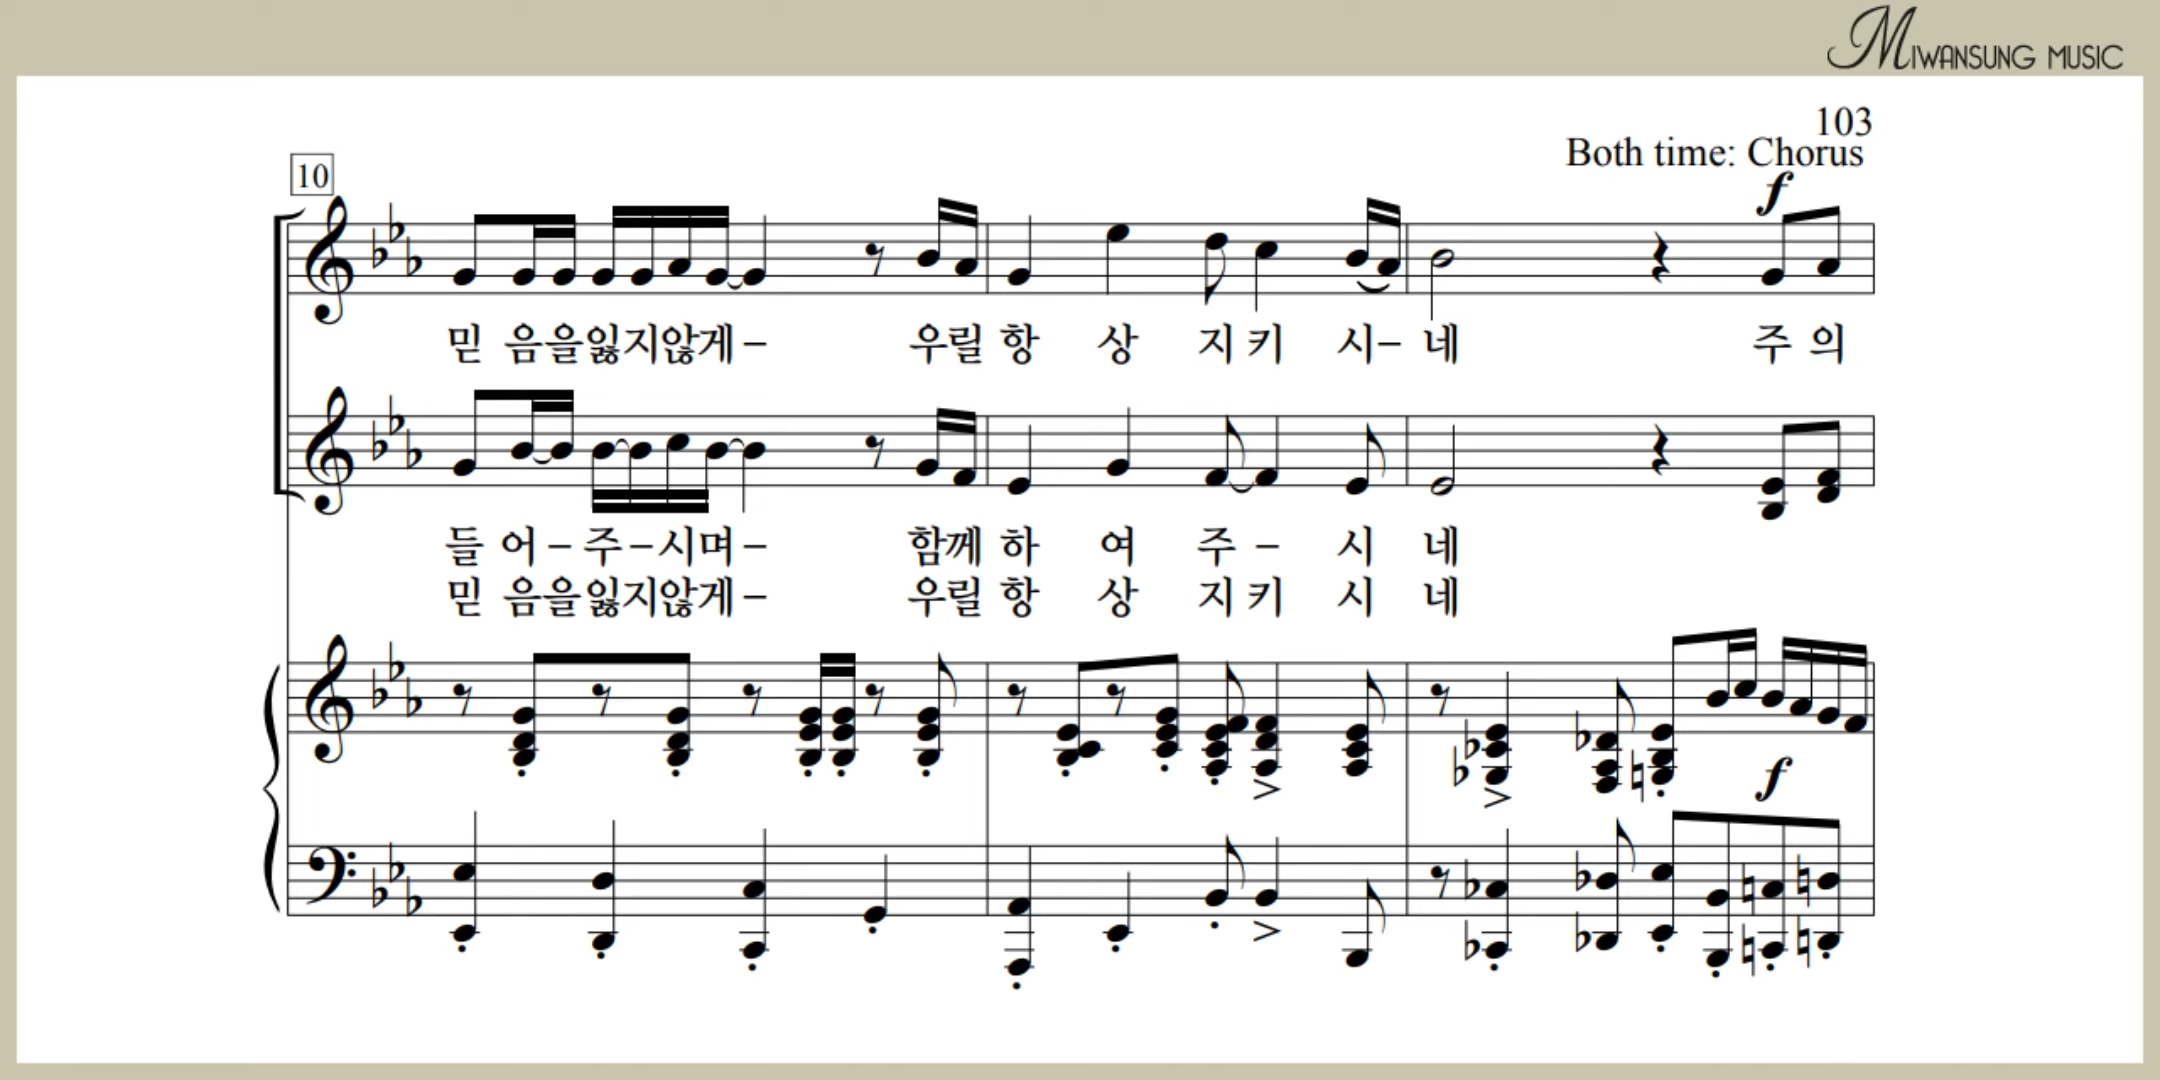 MIWANSUNG MUSIC
103
Both time: Chorus
10
f
믿 음을잃지않게– 우릴 항 상 지키 시– 네 주 의
들 어–주–시며– 함께 하 여 주– 시 네
믿 음을잃지않게– 우릴 항 상 지키 시 네
f